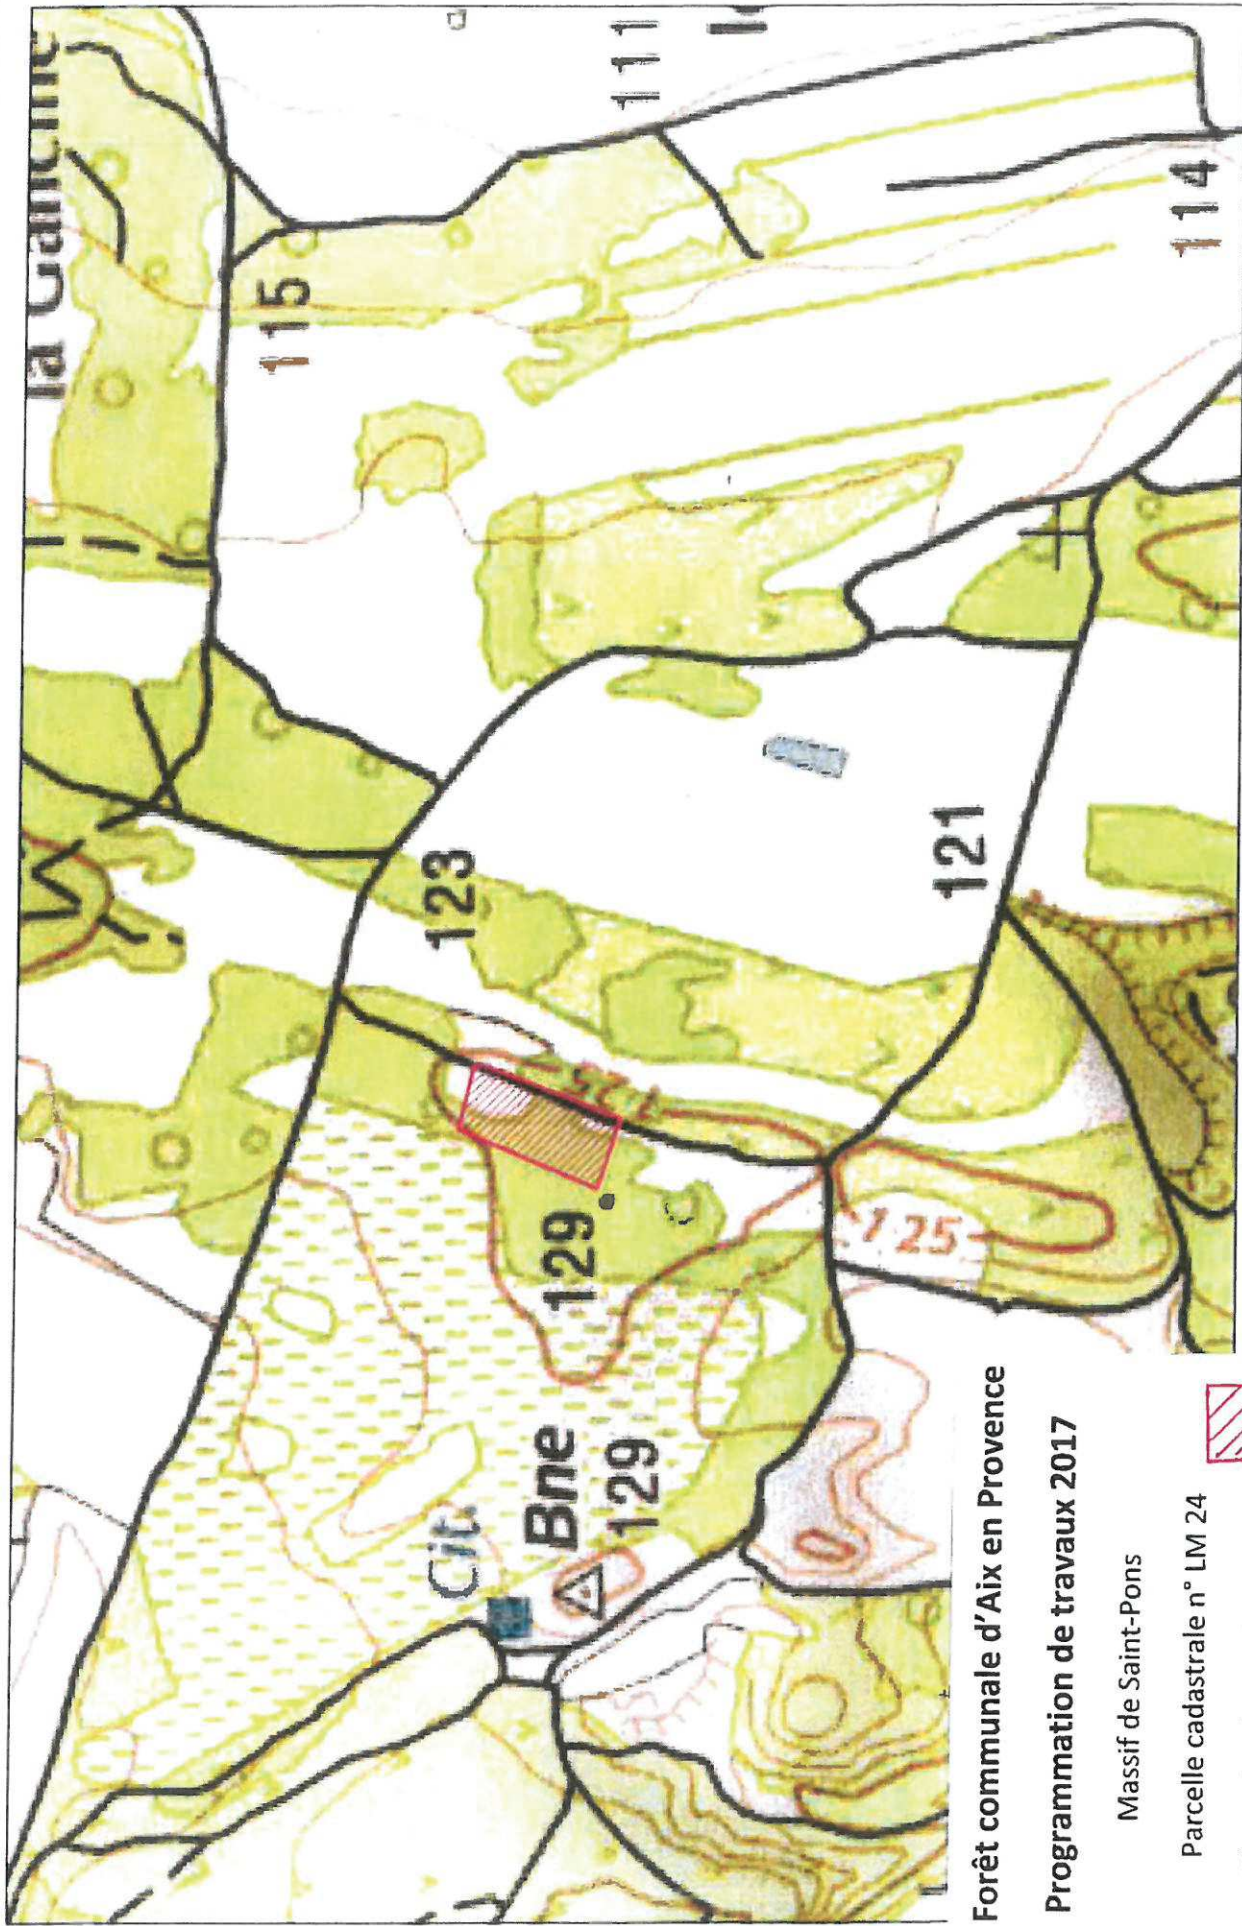 la
115
111
114
123
121
125
129
125
Cit.
Bne
129
Forêt communale d'Aix en Provence
Programmation de travaux 2017
Massif de Saint-Pons
Parcelle cadastrale n° LM 24